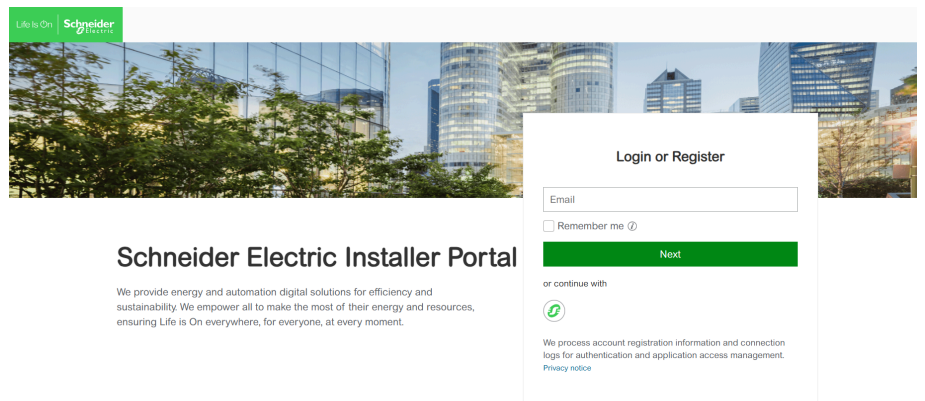 Life Is On
Schneider
Electric
Login or Register
Email
Remember me
Next
or continue with
We process account registration information and connection
logs for authentication and application access management.
Privacy notice
Schneider Electric Installer Portal
We provide energy and automation digital solutions for efficiency and
sustainability. We empower all to make the most of their energy and resources,
ensuring Life is On everywhere, for everyone, at every moment.